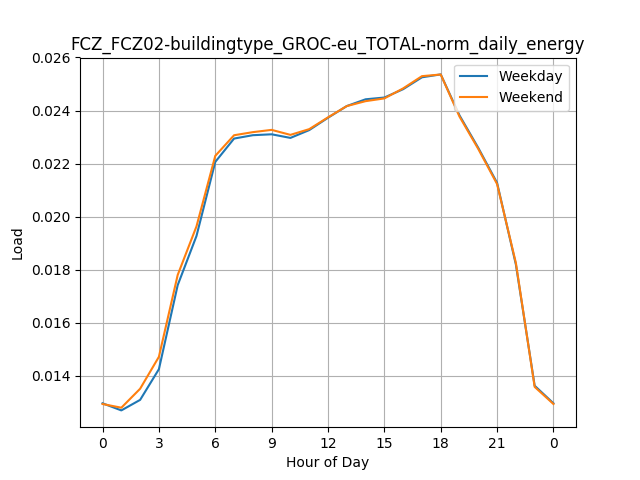 FCZ_FCZ02-buildingtype_GROC-eu_TOTAL-norm_daily_energy
0.026
0.024
0.022
0.020
0.018
0.016
0.014
Load
Weekday
Weekend
0 3 6 9 12 15 18 21 0
Hour of Day